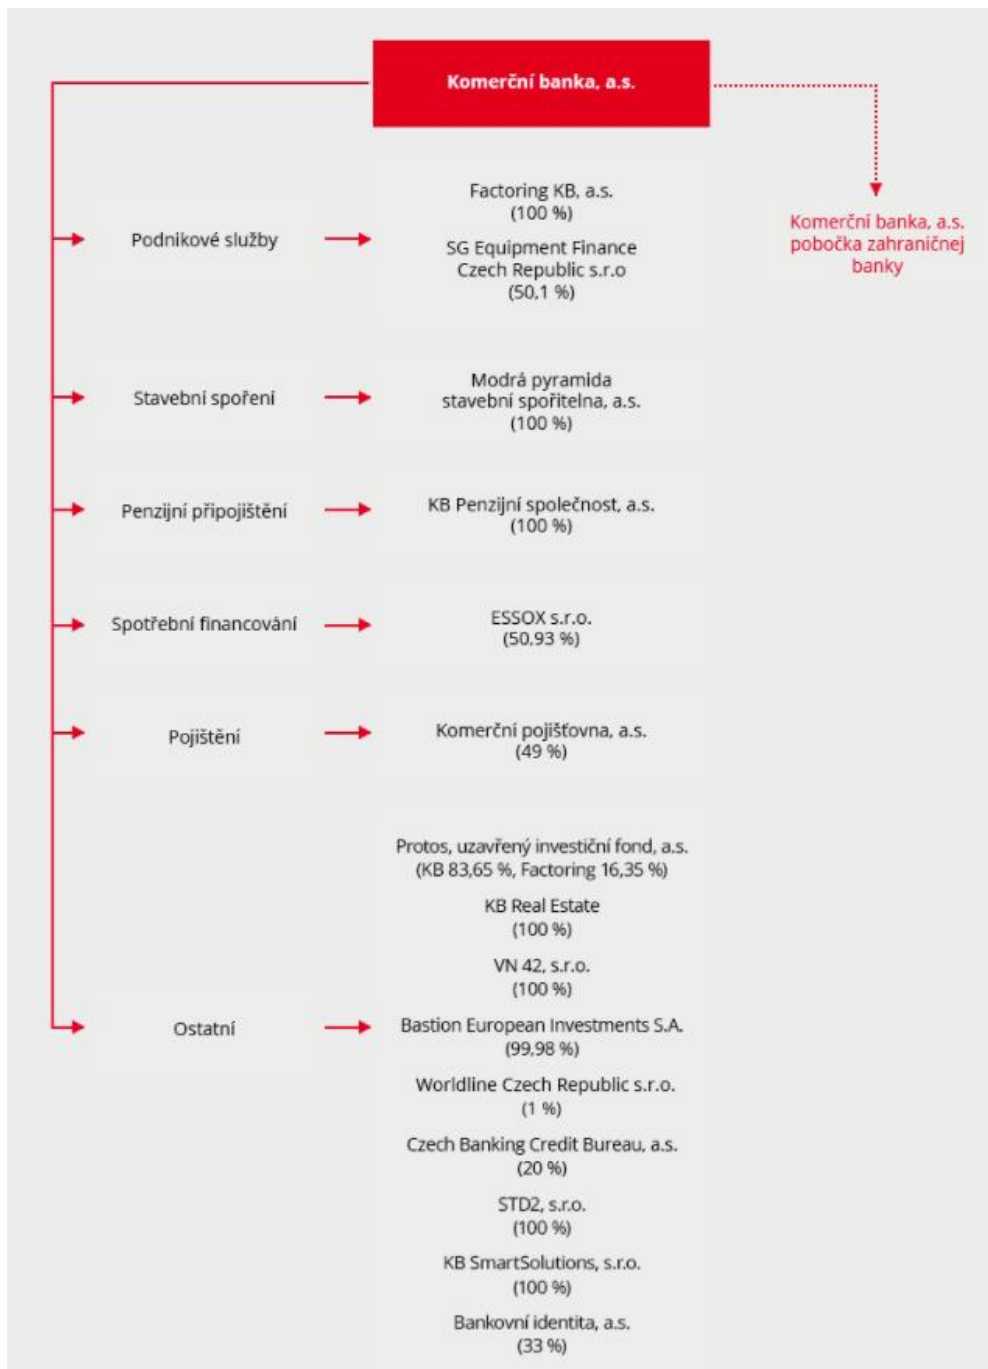 Komerční banka, a.s.
Komerční banka, a.s.
pobočka zahraničnej
banky
Podnikové služby
Factoring KB, a.s.
(100 %)
SG Equipment Finance
Czech Republic s.r.o
(50,1 %)
Stavební spoření
Modrá pyramida
stavební spořitelna, a.s.
(100 %)
Penzijní připojištění
KB Penzijní společnost, a.s.
(100 %)
Spotřební financování
ESSOX s.r.o.
(50,93 %)
Pojištění
Komerční pojišťovna, a.s.
(49 %)
Ostatní
Protos, uzavřený investiční fond, a.s.
(KB 83,65 %, Factoring 16,35 %)
KB Real Estate
(100 %)
VN 42, s.r.o.
(100 %)
Bastion European Investments S.A.
(99,98 %)
Worldline Czech Republic s.r.o.
(1 %)
Czech Banking Credit Bureau, a.s.
(20 %)
STD2, s.r.o.
(100 %)
KB SmartSolutions, s.r.o.
(100 %)
Bankovní identita, a.s.
(33 %)